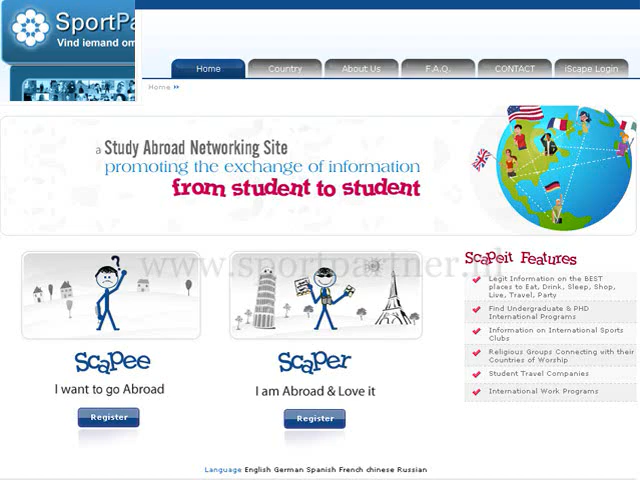 SportPa
Vind iemand om
Home Country About Us F.A.Q. CONTACT iScape Login
Home »
a Study Abroad Networking Site
promoting the exchange of information
from student to student
www.sportpartner.nl
?
Scapee
I want to go Abroad
Register
Scaper
I am Abroad & Love it
Register
Scapeit Features
Legit Information on the BEST
places to Eat, Drink, Sleep, Shop,
Live, Travel, Party
Find Undergraduate & PHD
International Programs
Information on International Sports
Clubs
Religious Groups Connecting with their
Countries of Worship
Student Travel Companies
International Work Programs
Language English German Spanish French chinese Russian